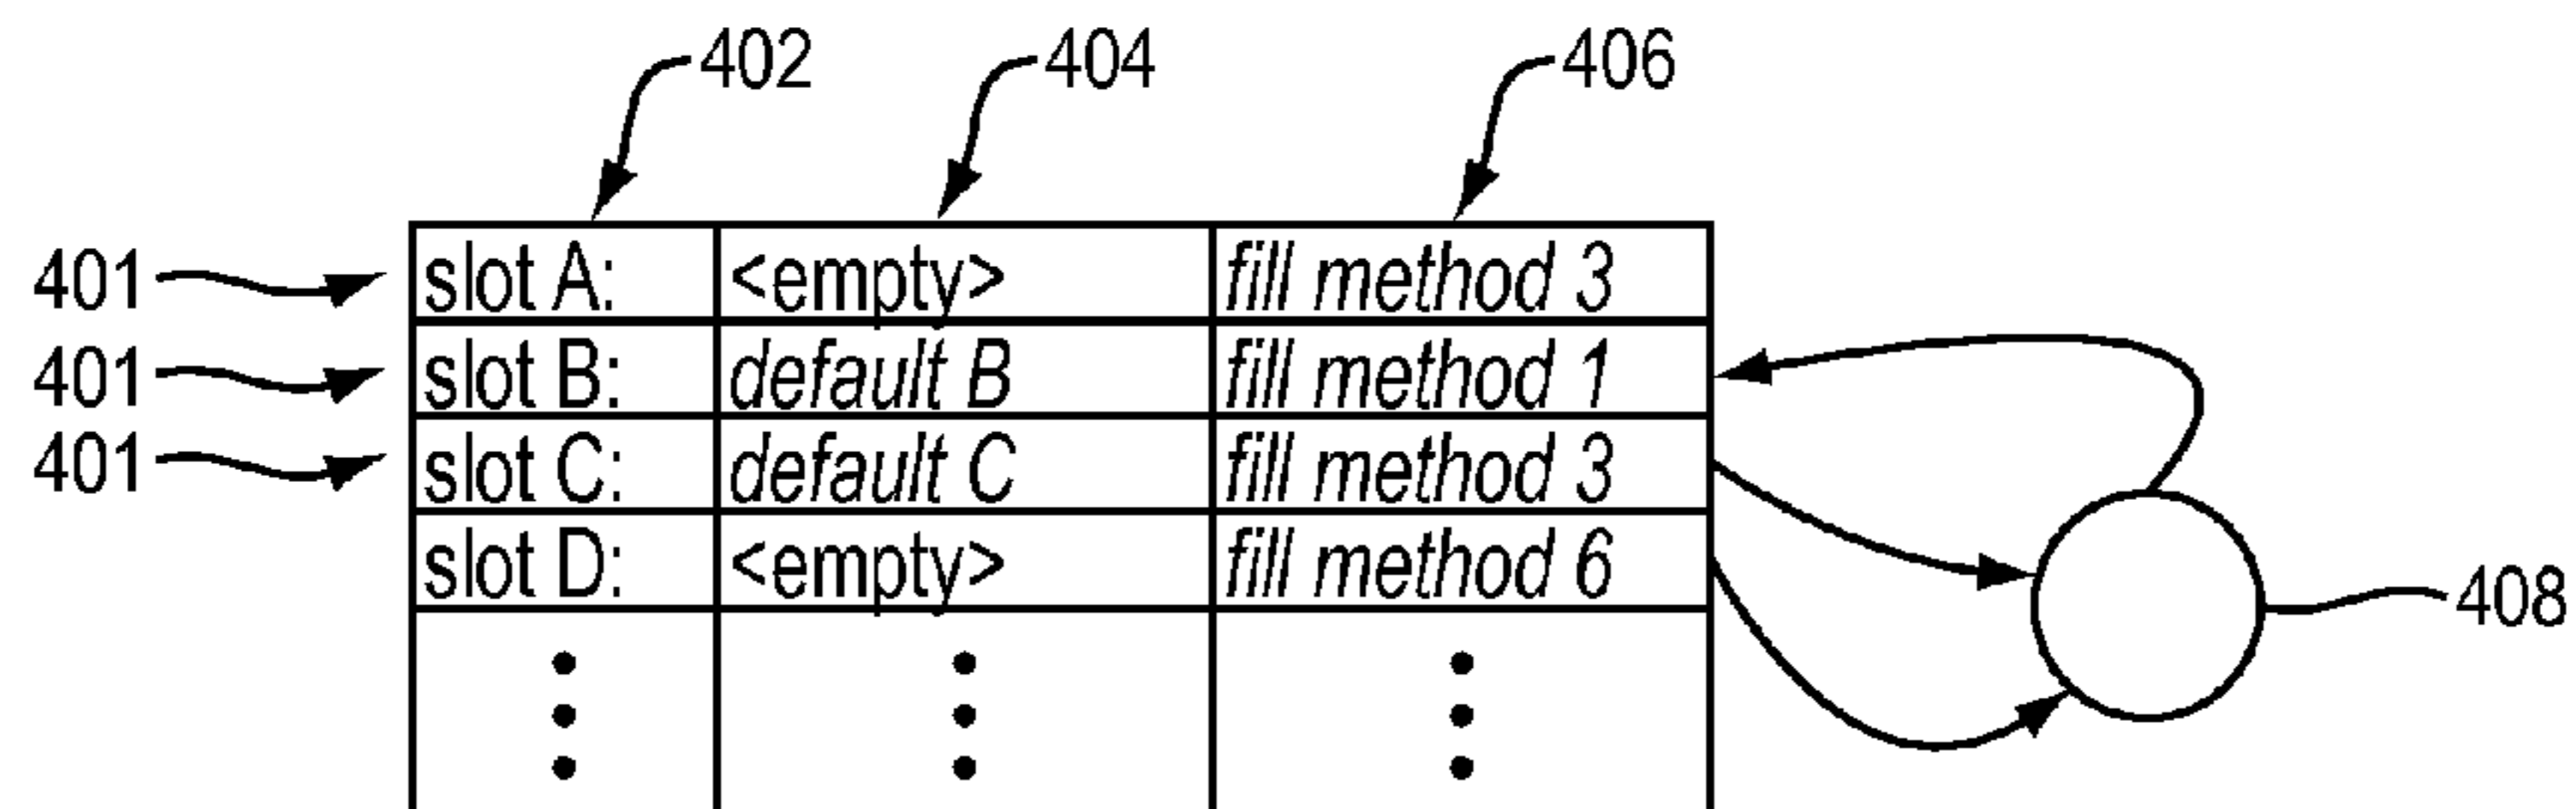 402 404 406
401 slot A: <empty> fill method 3
401 slot B: default B fill method 1
401 slot C: default C fill method 3
slot D: <empty> fill method 6
408